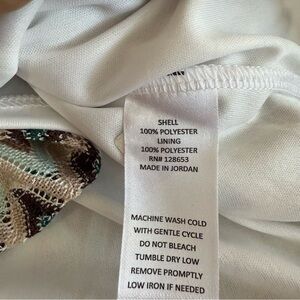 SHELL
100% POLYESTER
LINING
100% POLYESTER
RN# 128653
MADE IN JORDAN
MACHINE WASH COLD
WITH GENTLE CYCLE
DO NOT BLEACH
TUMBLE DRY LOW
REMOVE PROMPTLY
LOW IRON IF NEEDED